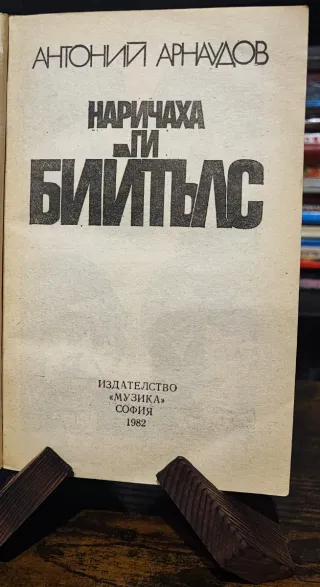 АНТОНИЙ АРНАУДОВ
НАРИЧАХА
ГИ
БИЙТЪЛС
ИЗДАТЕЛСТВО
«МУЗИКА»
СОФИЯ
1982